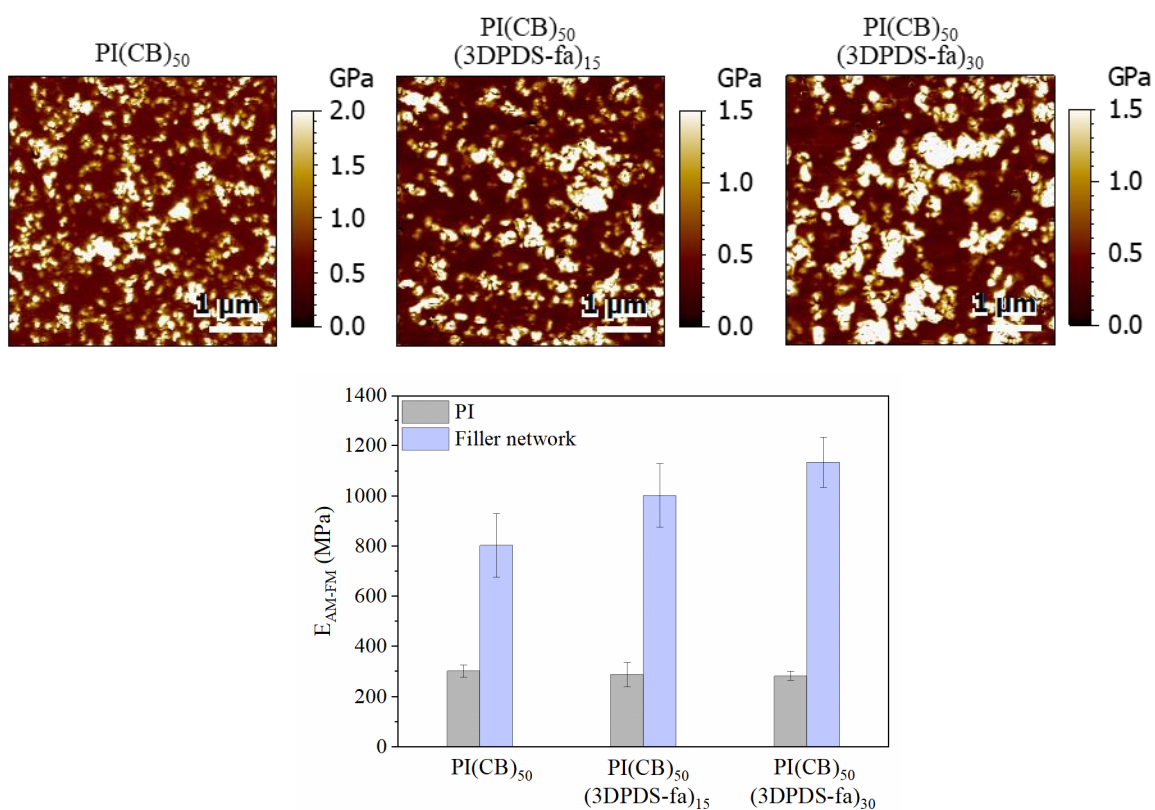 PI(CB)₅₀
GPa
2.0
1.5
1.0
0.5
0.0
1 μm
PI(CB)₅₀
(3DPDS-fa)₁₅
GPa
1.5
1.0
0.5
0.0
1 μm
PI(CB)₅₀
(3DPDS-fa)₃₀
GPa
1.5
1.0
0.5
0.0
1 μm
1400
1200
1000
800
600
400
200
0
E_AM-FM (MPa)
PI
Filler network
PI(CB)₅₀
PI(CB)₅₀
(3DPDS-fa)₁₅
PI(CB)₅₀
(3DPDS-fa)₃₀